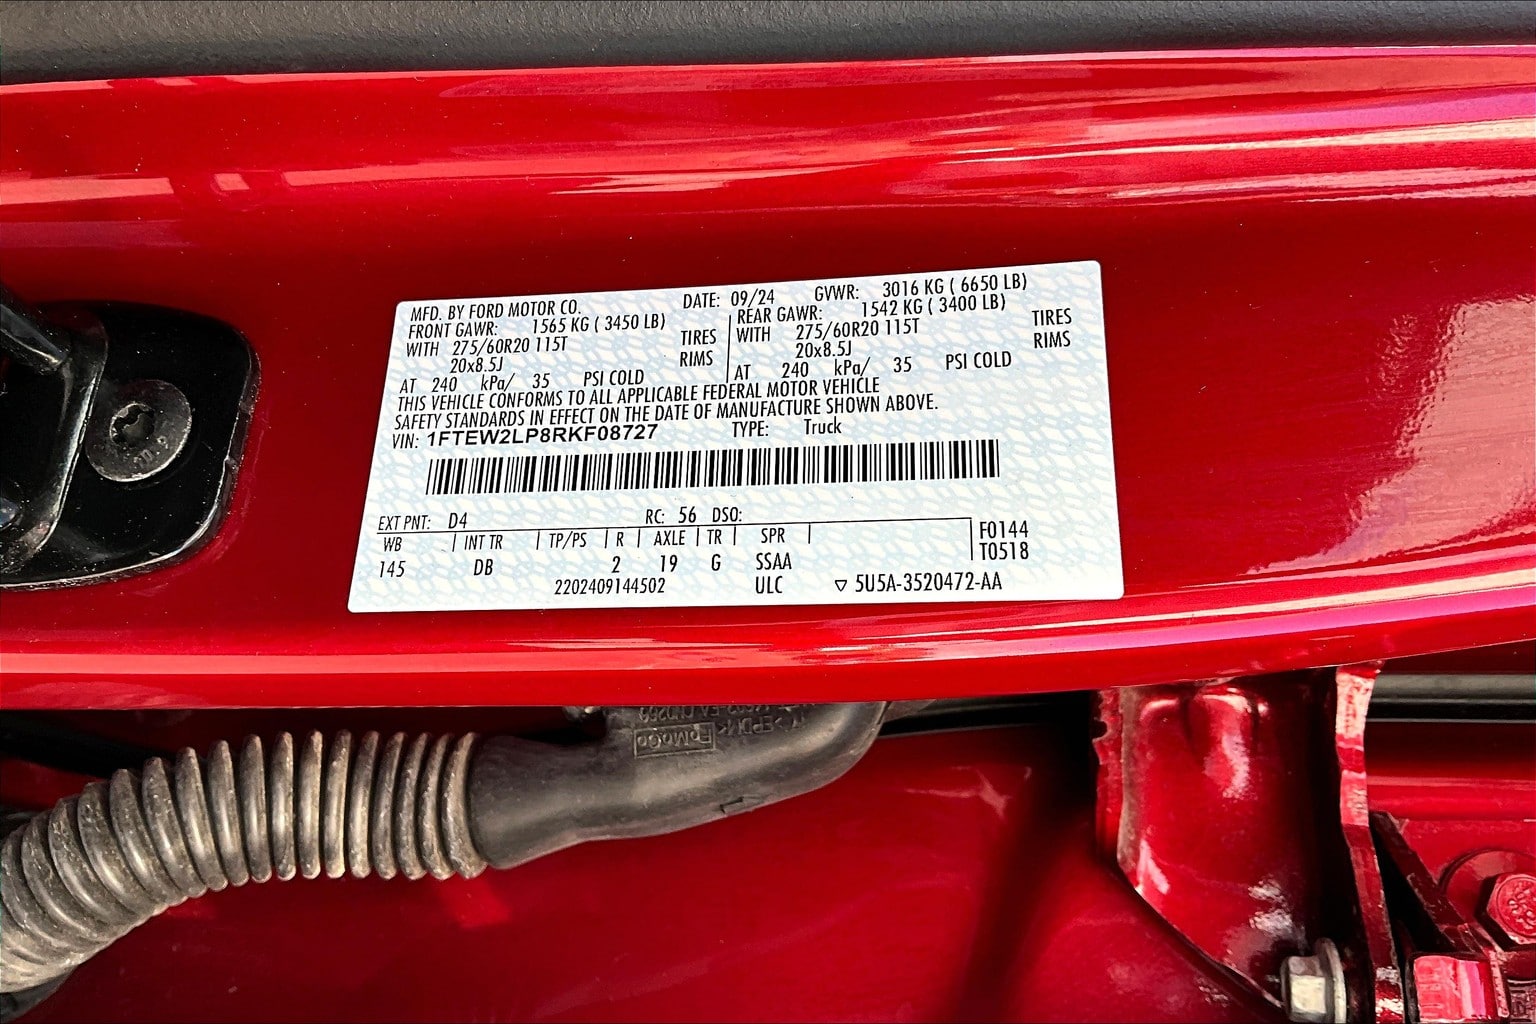 MFD. BY FORD MOTOR CO. DATE: 09/24 GVWR: 3016 KG ( 6650 LB)
FRONT GAWR: 1565 KG ( 3450 LB) REAR GAWR: 1542 KG ( 3400 LB)
WITH 275/60R20 115T TIRES WITH 275/60R20 115T TIRES
20x8.5J RIMS 20x8.5J RIMS
AT 240 kPa/ 35 PSI COLD AT 240 kPa/ 35 PSI COLD
THIS VEHICLE CONFORMS TO ALL APPLICABLE FEDERAL MOTOR VEHICLE
SAFETY STANDARDS IN EFFECT ON THE DATE OF MANUFACTURE SHOWN ABOVE.
VIN: 1FTEW2LP8RKF08727 TYPE: Truck
EXT PNT: D4 RC: 56 DSO:
WB | INT TR | TP/PS | R | AXLE | TR | SPR | F0144
T0518
145 DB 2 19 G SSAA
2202409144502 ULC ▽ 5U5A-3520472-AA
FoMoCo